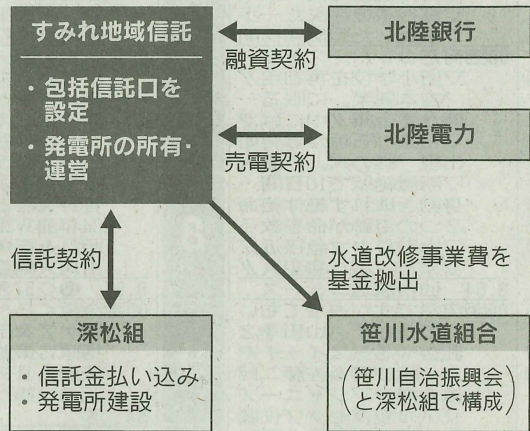 すみれ地域信託
・包括信託口を
設定
・発電所の所有・
運営
北陸銀行
融資契約
北陸電力
売電契約
信託契約
水道改修事業費を
基金拠出
深松組
・信託金払い込み
・発電所建設
笹川水道組合
(笹川自治振興会
と深松組で構成)